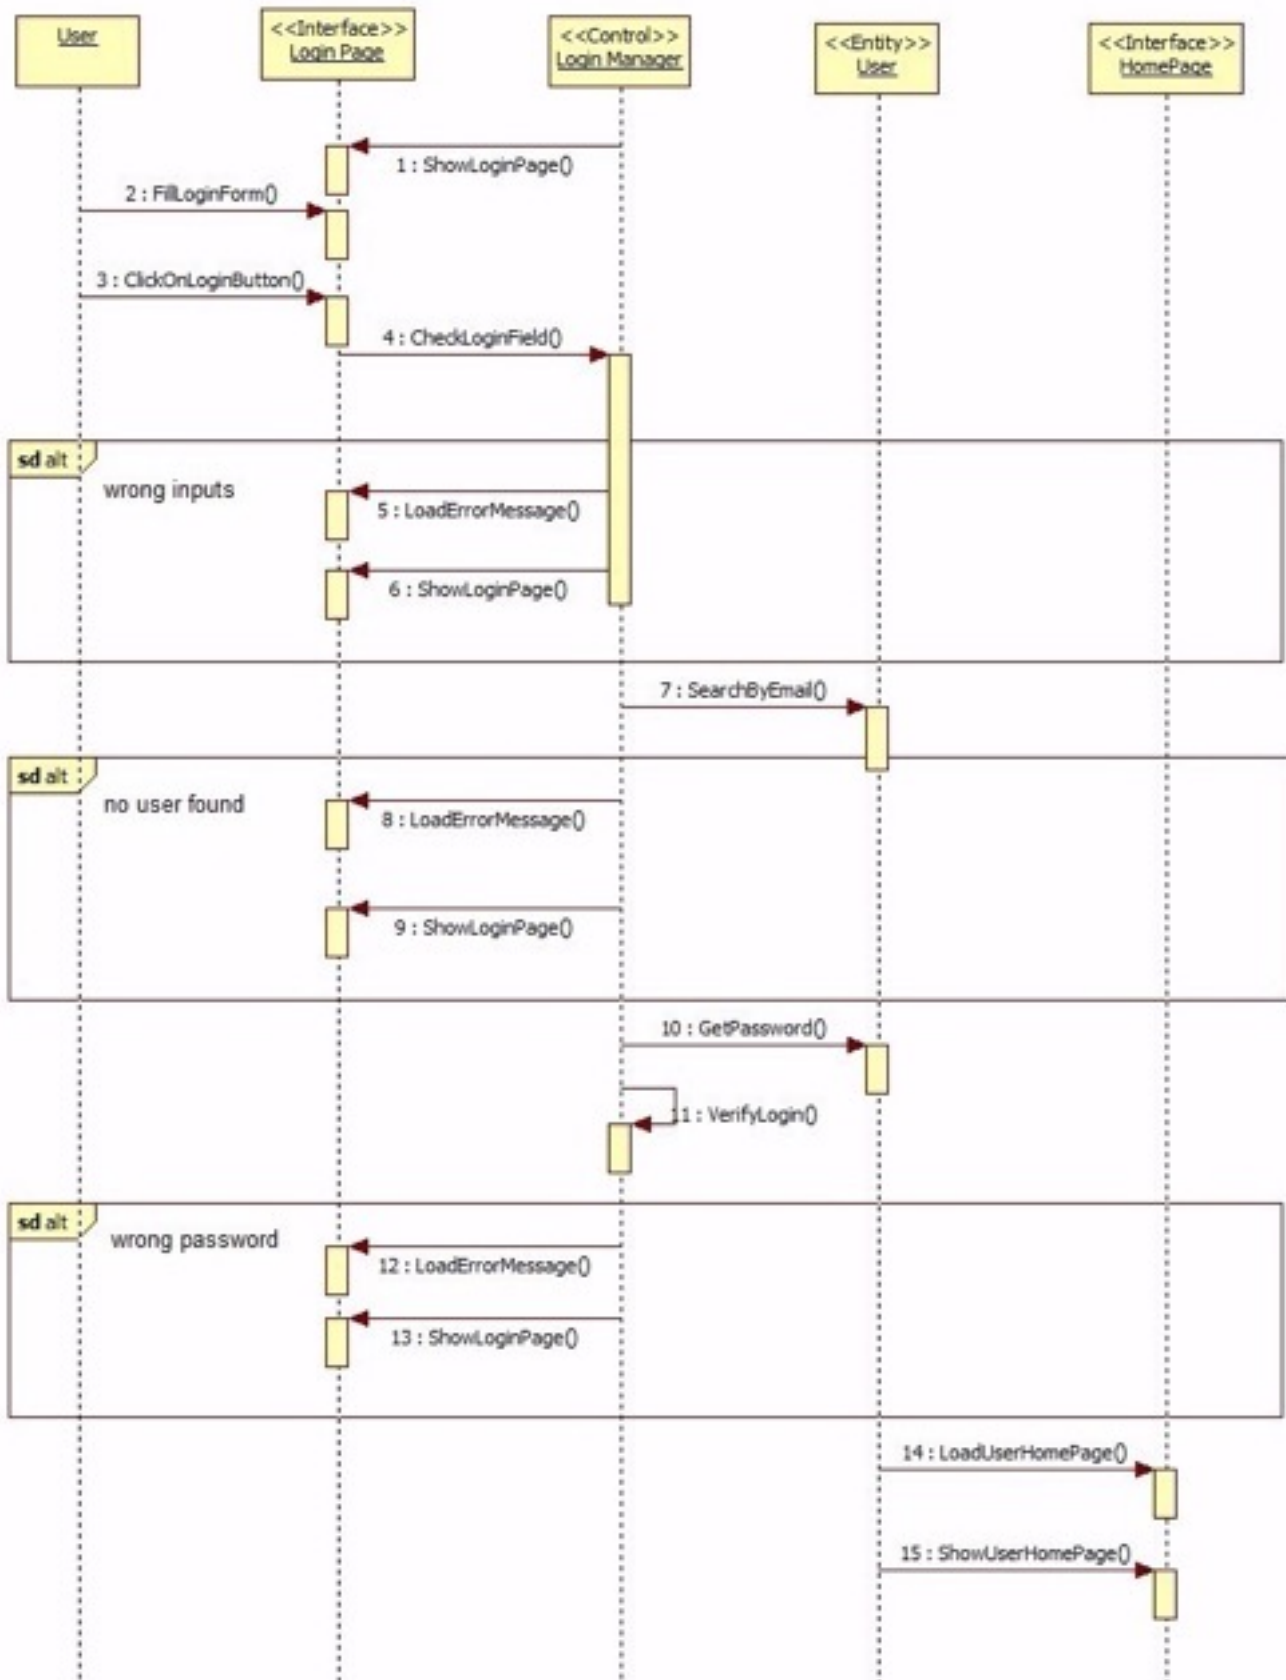 User
<<Interface>>
Login Page
<<Control>>
Login Manager
<<Entity>>
User
<<Interface>>
HomePage
1 : ShowLoginPage()
2 : FillLoginForm()
3 : ClickOnLoginButton()
4 : CheckLoginField()
sd alt
wrong inputs
5 : LoadErrorMessage()
6 : ShowLoginPage()
7 : SearchByEmail()
sd alt
no user found
8 : LoadErrorMessage()
9 : ShowLoginPage()
10 : GetPassword()
11 : VerifyLogin()
sd alt
wrong password
12 : LoadErrorMessage()
13 : ShowLoginPage()
14 : LoadUserHomePage()
15 : ShowUserHomePage()